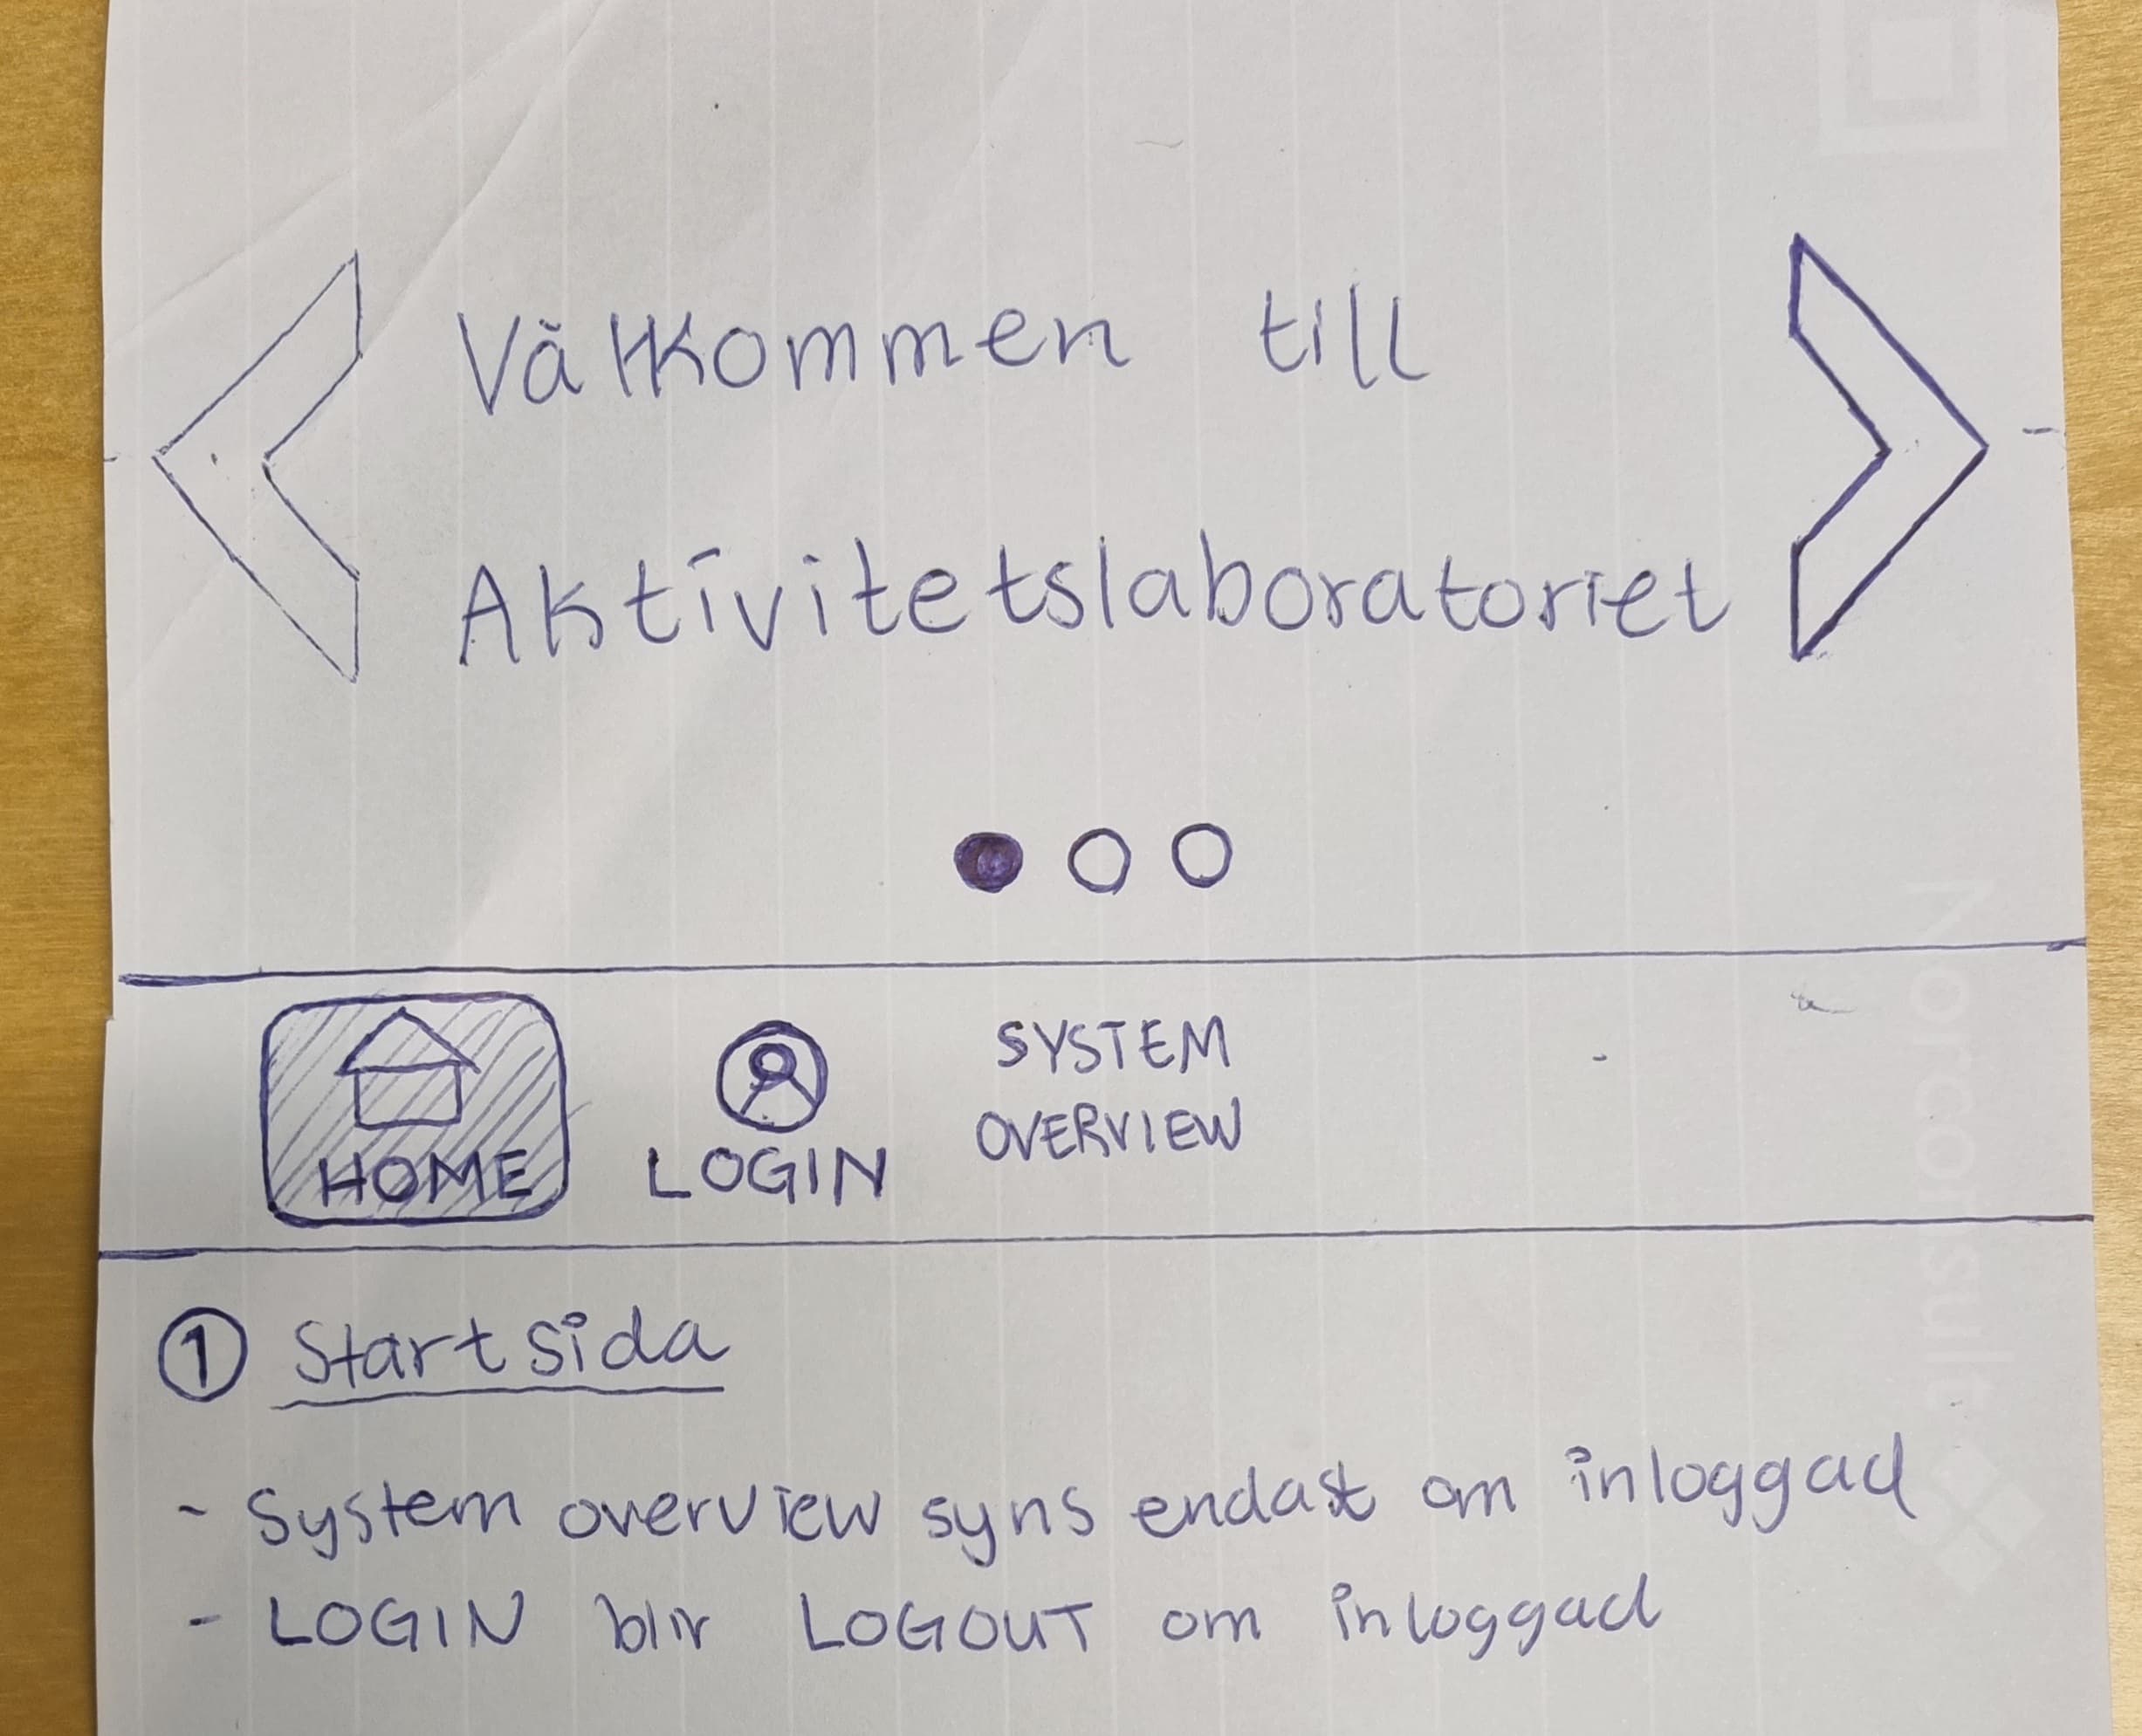 Välkommen till
Aktivitetslaboratoriet
HOME
LOGIN
SYSTEM
OVERVIEW
1 Startsida
- System overview syns endast om inloggad
- LOGIN blir LOGOUT om inloggad
Norconsult